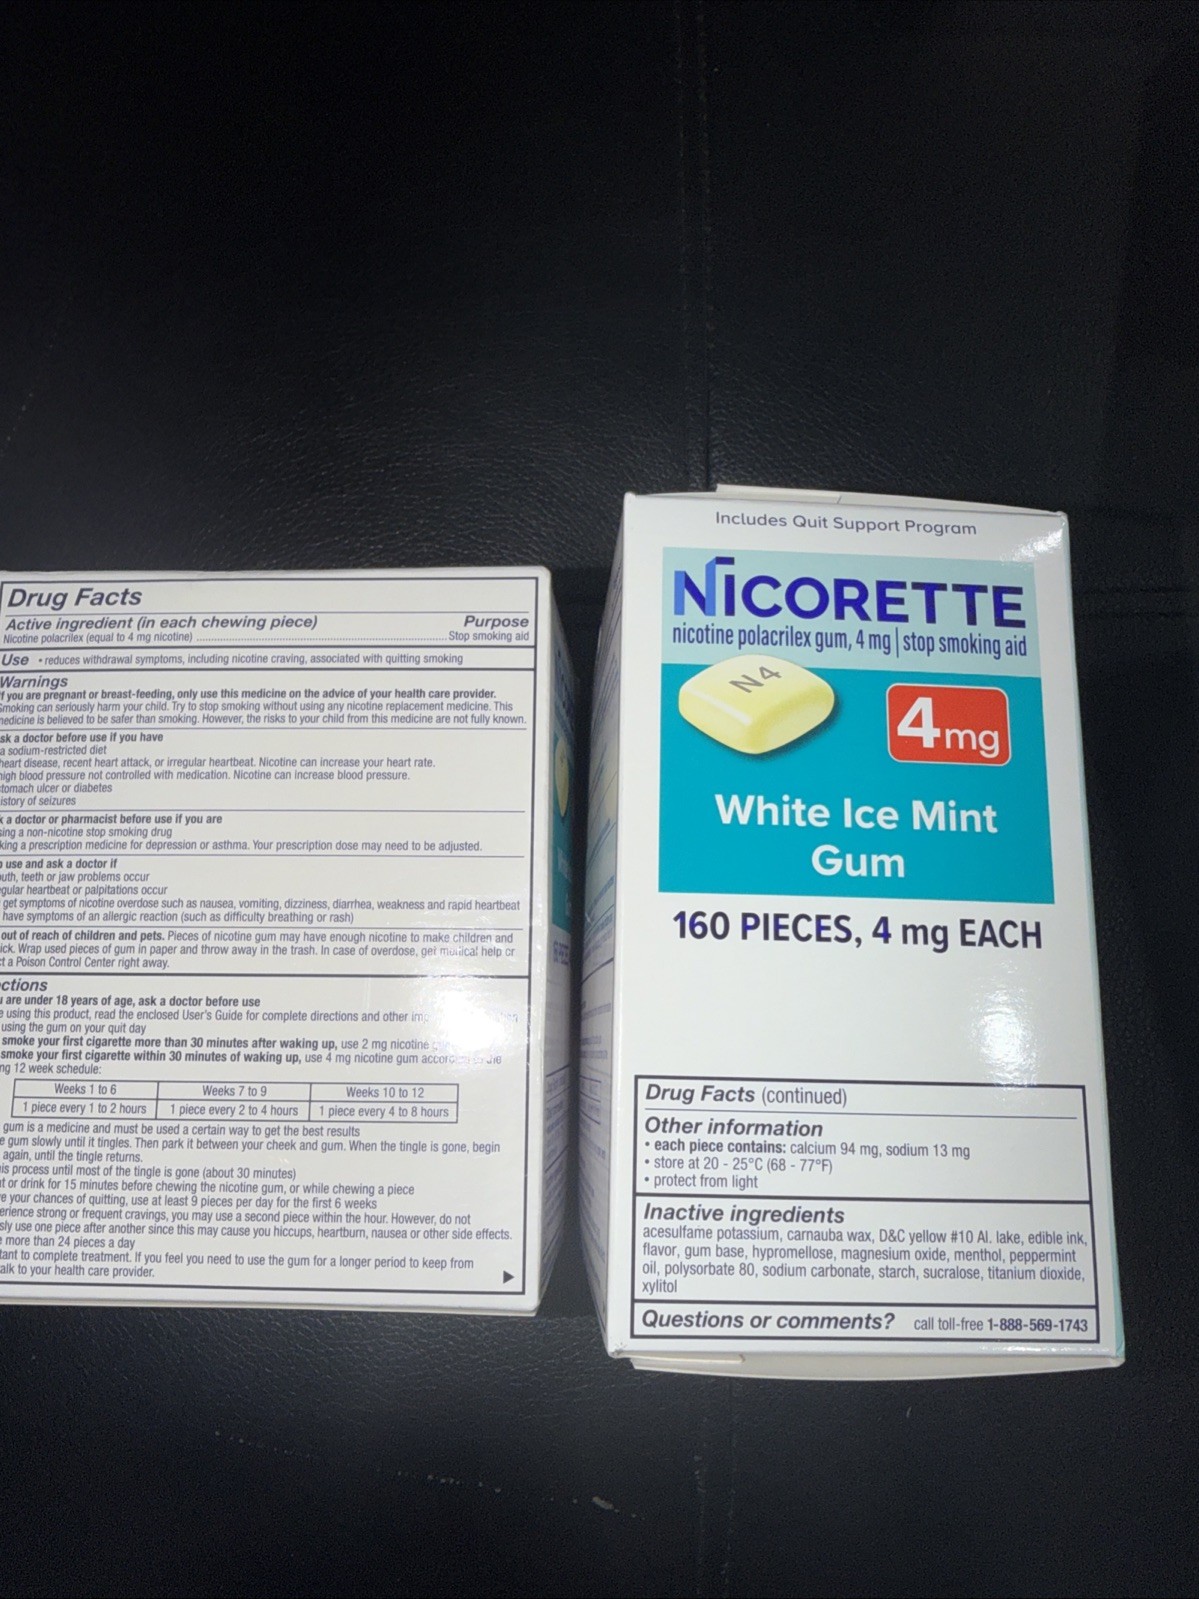 Drug Facts
Active ingredient (in each chewing piece) Purpose
Nicotine polacrilex (equal to 4 mg nicotine) Stop smoking aid
Use • reduces withdrawal symptoms, including nicotine craving, associated with quitting smoking
Warnings
f you are pregnant or breast-feeding, only use this medicine on the advice of your health care provider.
Smoking can seriously harm your child. Try to stop smoking without using any nicotine replacement medicine. This
medicine is believed to be safer than smoking. However, the risks to your child from this medicine are not fully known.
sk a doctor before use if you have
a sodium-restricted diet
heart disease, recent heart attack, or irregular heartbeat. Nicotine can increase your heart rate.
high blood pressure not controlled with medication. Nicotine can increase blood pressure.
tomach ulcer or diabetes
istory of seizures
k a doctor or pharmacist before use if you are
sing a non-nicotine stop smoking drug
king a prescription medicine for depression or asthma. Your prescription dose may need to be adjusted.
use and ask a doctor if
outh, teeth or jaw problems occur
egular heartbeat or palpitations occur
get symptoms of nicotine overdose such as nausea, vomiting, dizziness, diarrhea, weakness and rapid heartbeat
have symptoms of an allergic reaction (such as difficulty breathing or rash)
out of reach of children and pets. Pieces of nicotine gum may have enough nicotine to make children and
ick. Wrap used pieces of gum in paper and throw away in the trash. In case of overdose, get medical help or
ct a Poison Control Center right away.
ctions
u are under 18 years of age, ask a doctor before use
e using this product, read the enclosed User's Guide for complete directions and other imp
using the gum on your quit day
smoke your first cigarette more than 30 minutes after waking up, use 2 mg nicotine
smoke your first cigarette within 30 minutes of waking up, use 4 mg nicotine gum according to the
ng 12 week schedule:
Weeks 1 to 6 Weeks 7 to 9 Weeks 10 to 12
1 piece every 1 to 2 hours 1 piece every 2 to 4 hours 1 piece every 4 to 8 hours
gum is a medicine and must be used a certain way to get the best results
e gum slowly until it tingles. Then park it between your cheek and gum. When the tingle is gone, begin
again, until the tingle returns.
is process until most of the tingle is gone (about 30 minutes)
t or drink for 15 minutes before chewing the nicotine gum, or while chewing a piece
e your chances of quitting, use at least 9 pieces per day for the first 6 weeks
erience strong or frequent cravings, you may use a second piece within the hour. However, do not
sly use one piece after another since this may cause you hiccups, heartburn, nausea or other side effects.
e more than 24 pieces a day
tant to complete treatment. If you feel you need to use the gum for a longer period to keep from
alk to your health care provider.
Includes Quit Support Program
NICORETTE
nicotine polacrilex gum, 4 mg | stop smoking aid
N4
4mg
White Ice Mint
Gum
160 PIECES, 4 mg EACH
Drug Facts (continued)
Other information
• each piece contains: calcium 94 mg, sodium 13 mg
• store at 20 - 25°C (68 - 77°F)
• protect from light
Inactive ingredients
acesulfame potassium, carnauba wax, D&C yellow #10 Al. lake, edible ink,
flavor, gum base, hypromellose, magnesium oxide, menthol, peppermint
oil, polysorbate 80, sodium carbonate, starch, sucralose, titanium dioxide,
xylitol
Questions or comments? call toll-free 1-888-569-1743